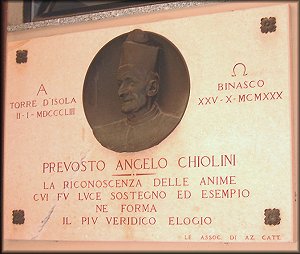 A
TORRE D'ISOLA
II-I-MDCCCLIII
Ω
BINASCO
XXV-X-MCMXXX
PREVOSTO ANGELO CHIOLINI
LA RICONOSCENZA DELLE ANIME
CVI FV LVCE SOSTEGNO ED ESEMPIO
NE FORMA
IL PIV VERIDICO ELOGIO
LE ASSOC. DI AZ. CATT.